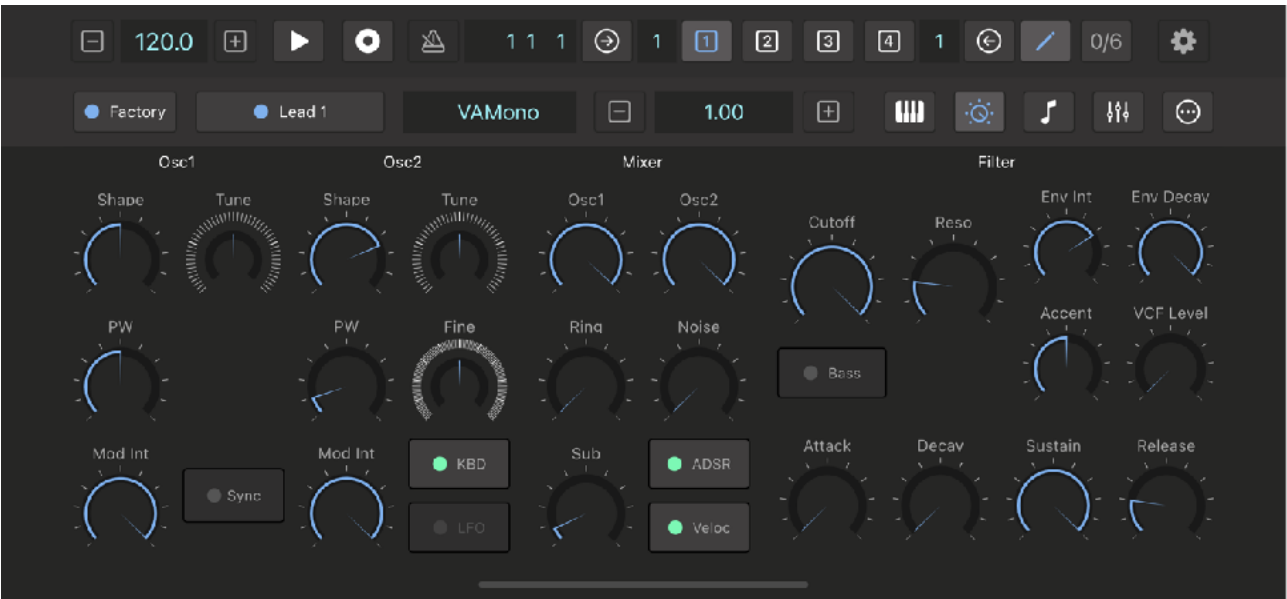 120.0 1 1 1 1 1 2 3 4 1 0/6
Factory Lead 1 VAMono 1.00
Osc1 Osc2 Mixer Filter
Shape Tune Shape Tune Osc1 Osc2 Cutoff Reso Env Int Env Decay
PW PW Fine Ring Noise Bass Accent VCF Level
Mod Int Sync Mod Int KBD LFO Sub ADSR Veloc Attack Decay Sustain Release